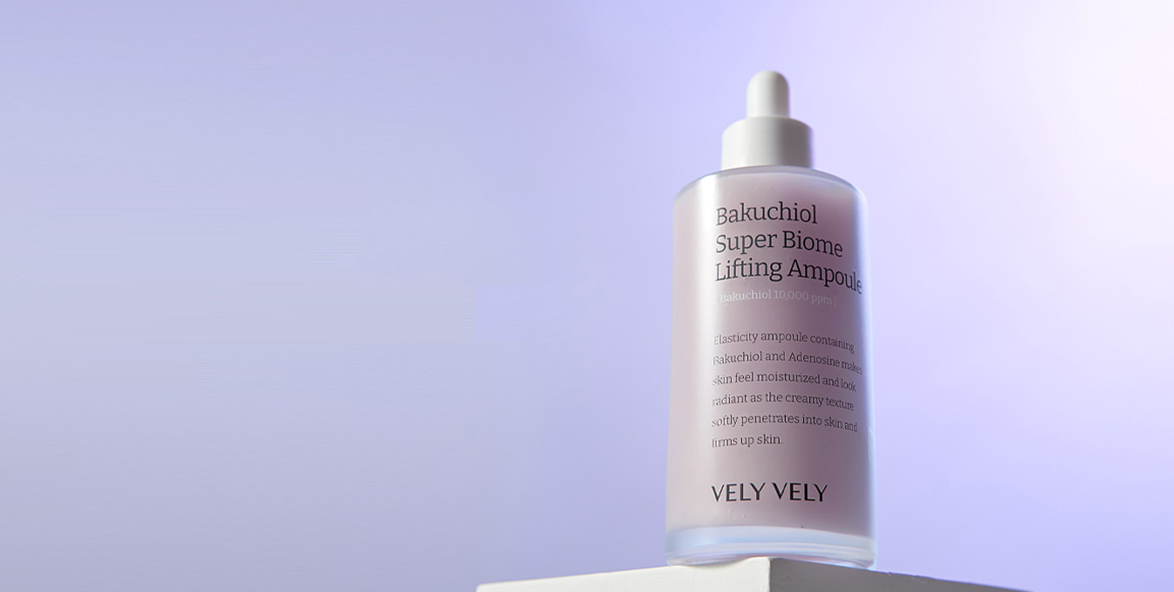 Bakuchiol
Super Biome
Lifting Ampoule
[ Bakuchiol 10,000 ppm ]
Elasticity ampoule containing
Bakuchiol and Adenosine makes
skin feel moisturized and look
radiant as the creamy texture
softly penetrates into skin and
firms up skin.
VELY VELY